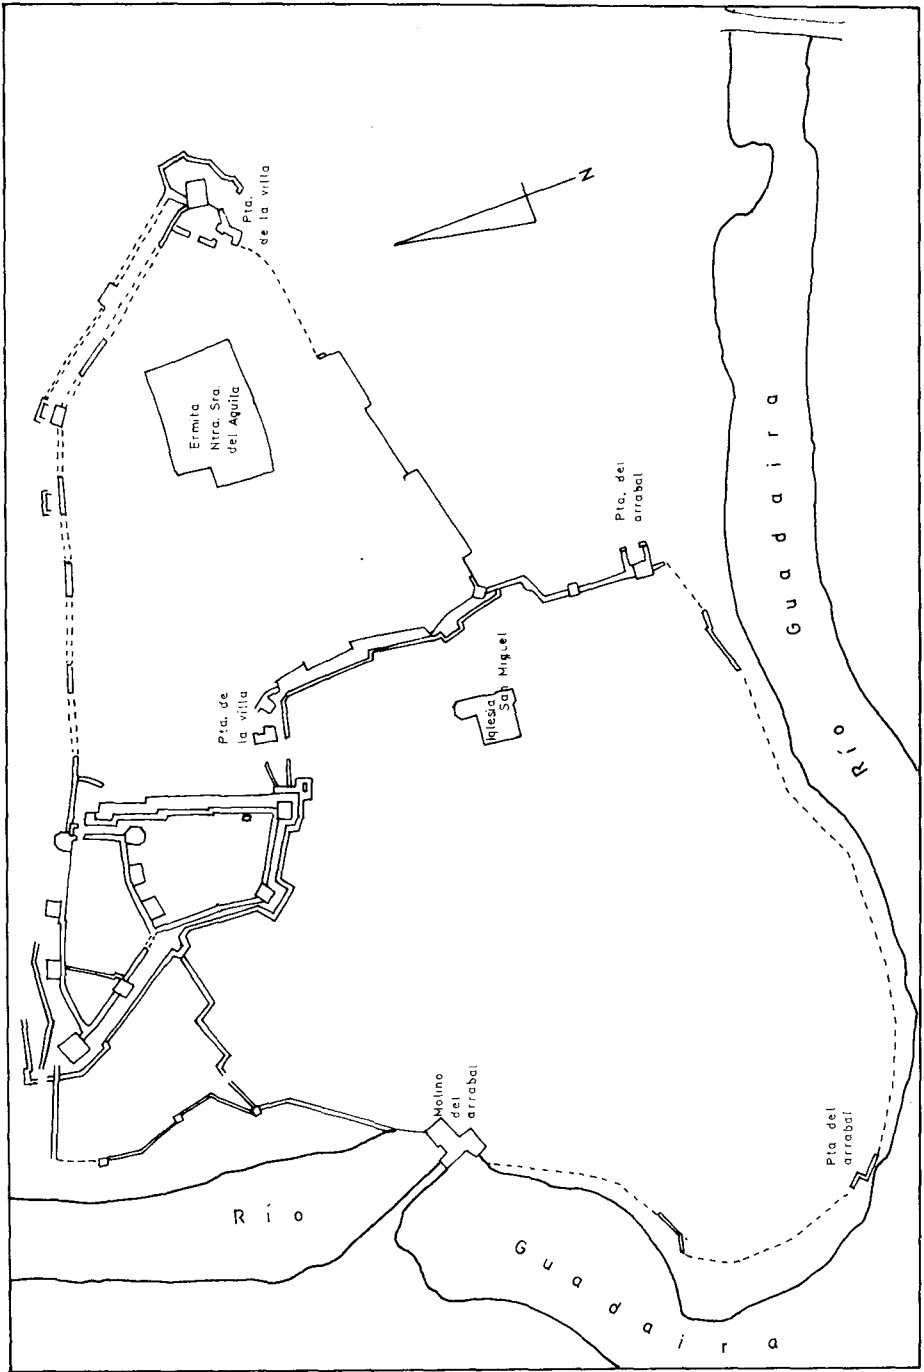 Pta.
de la villa
N
Ermita
Ntra. Sra.
del Aguila
Pta. del
arrabal
Pta. de
la villa
Iglesia
San Miguel
Río
Guadaira
Molino
del
arrabal
Pta del
arrabal
Río
Guadaira